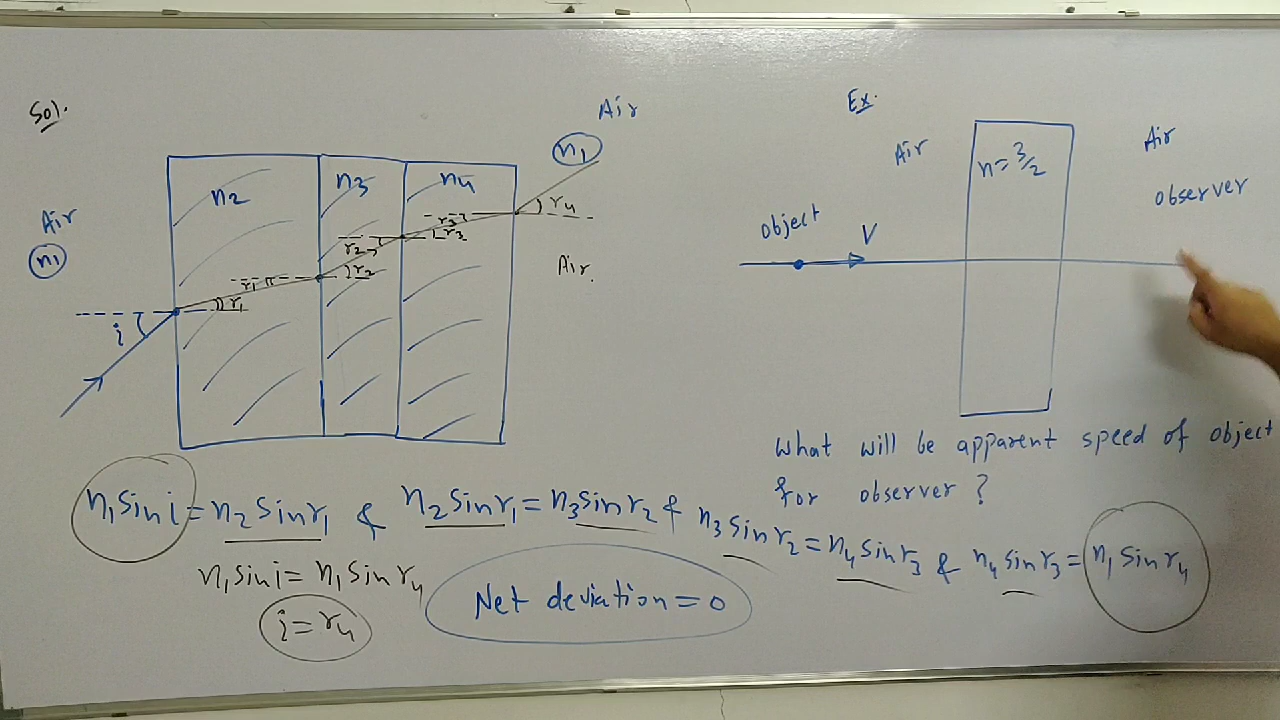 Sol.
Air
n1
n2
n3
n4
Air
n1
i
r1
r1
r2
r2
r3
r3
r4
Air.
n1 sin i = n2 sin r1 & n2 sin r1 = n3 sin r2 & n3 sin r2 = n4 sin r3 & n4 sin r3 = n1 sin r4
n1 sin i = n1 sin r4
i = r4
Net deviation = 0
Ex.
Air
n = 3/2
Air
observer
object
V
What will be apparent speed of object
for observer ?